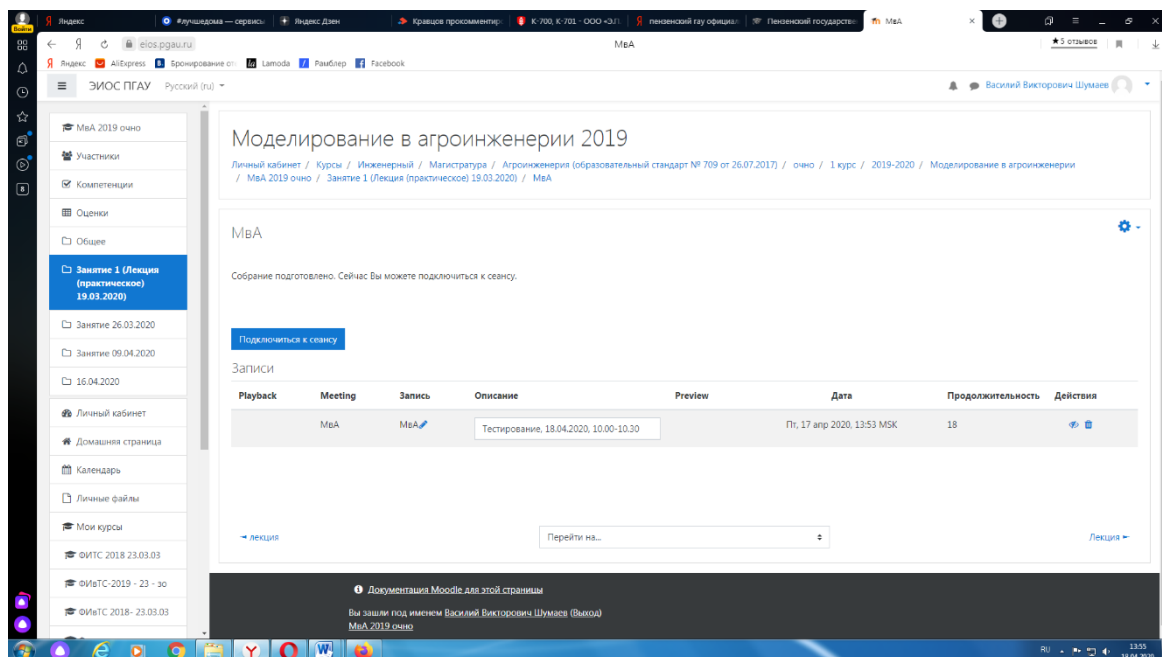 Войти
Яндекс
#лучшедома — сервисы
Яндекс Дзен
Кравцов прокомментир
К-700, К-701 - ООО «ЗЛ
пензенский гау официал
Пензенский государстве
МвА
eios.pgau.ru
МвА
★5 отзывов
Яндекс AliExpress Бронирование от Lamoda Рамблер Facebook
ЭИОС ПГАУ Русский (ru)
Василий Викторович Шумаев
8
МвА 2019 очно
Участники
Компетенции
Оценки
Общее
Занятие 1 (Лекция
(практическое)
19.03.2020)
Занятие 26.03.2020
Занятие 09.04.2020
16.04.2020
Личный кабинет
Домашняя страница
Календарь
Личные файлы
Мои курсы
ФИТС 2018 23.03.03
ФИвТС-2019 - 23 - зо
ФИвТС 2018- 23.03.03
Моделирование в агроинженерии 2019
Личный кабинет / Курсы / Инженерный / Магистратура / Агроинженерия (образовательный стандарт № 709 от 26.07.2017) / очно / 1 курс / 2019-2020 / Моделирование в агроинженерии
/ МвА 2019 очно / Занятие 1 (Лекция (практическое) 19.03.2020) / МвА
МвА
Собрание подготовлено. Сейчас Вы можете подключиться к сеансу.
Подключиться к сеансу
Записи
Playback Meeting Запись Описание Preview Дата Продолжительность Действия
МвА МвА Тестирование, 18.04.2020, 10.00-10.30 Пт, 17 апр 2020, 13:53 MSK 18
◄ лекция
Перейти на...
Лекция ►
Документация Moodle для этой страницы
Вы зашли под именем Василий Викторович Шумаев (Выход)
МвА 2019 очно
RU
13:55
18.04.2020